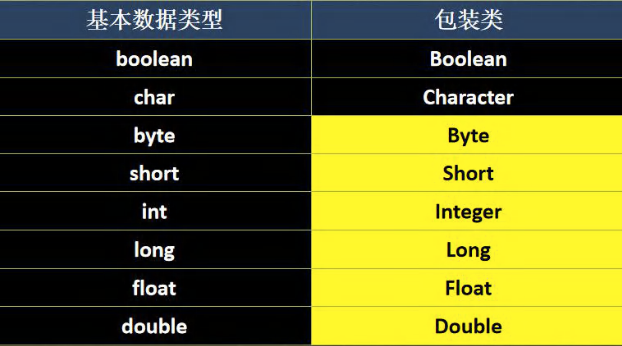 基本数据类型 包装类
boolean Boolean
char Character
byte Byte
short Short
int Integer
long Long
float Float
double Double